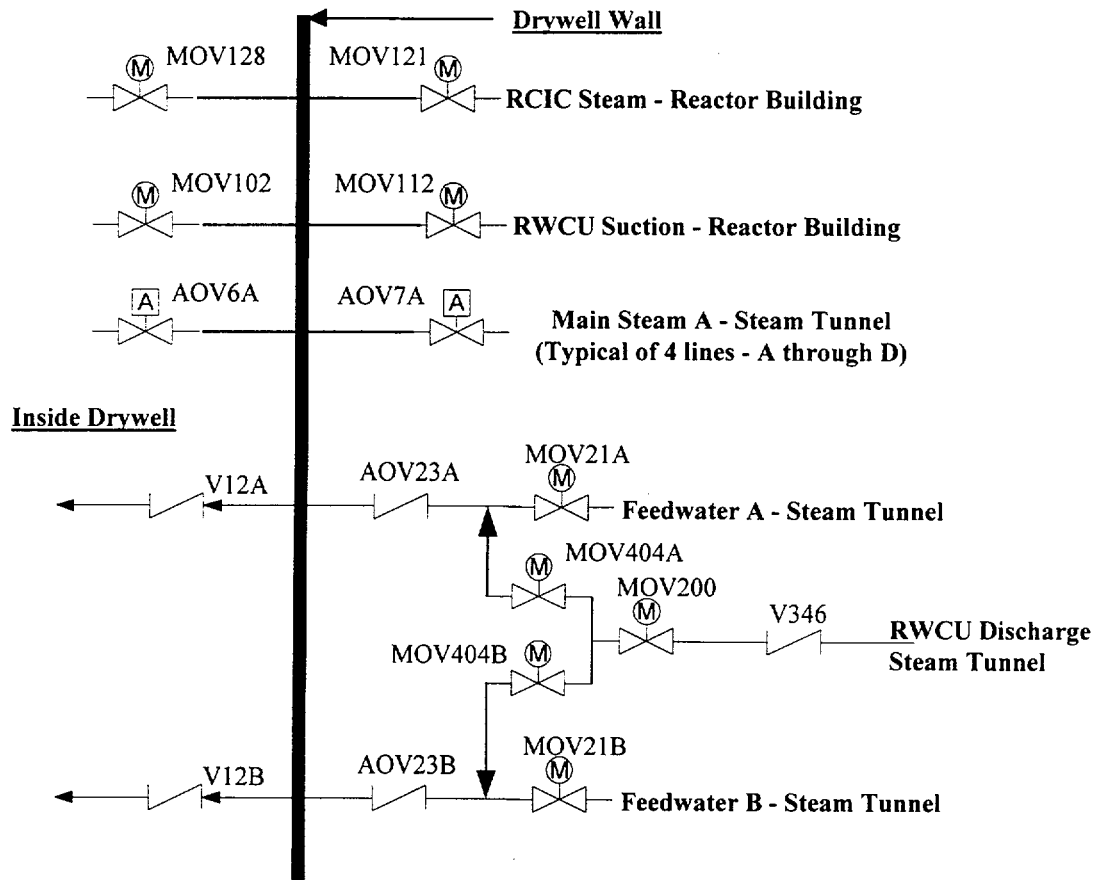 Drywell Wall
MOV128
MOV121
M
M
RCIC Steam - Reactor Building
MOV102
MOV112
M
M
RWCU Suction - Reactor Building
AOV6A
AOV7A
A
A
Main Steam A - Steam Tunnel
(Typical of 4 lines - A through D)
Inside Drywell
MOV21A
V12A
AOV23A
M
Feedwater A - Steam Tunnel
MOV404A
M
MOV200
M
V346
RWCU Discharge
Steam Tunnel
MOV404B
M
MOV21B
V12B
AOV23B
M
Feedwater B - Steam Tunnel